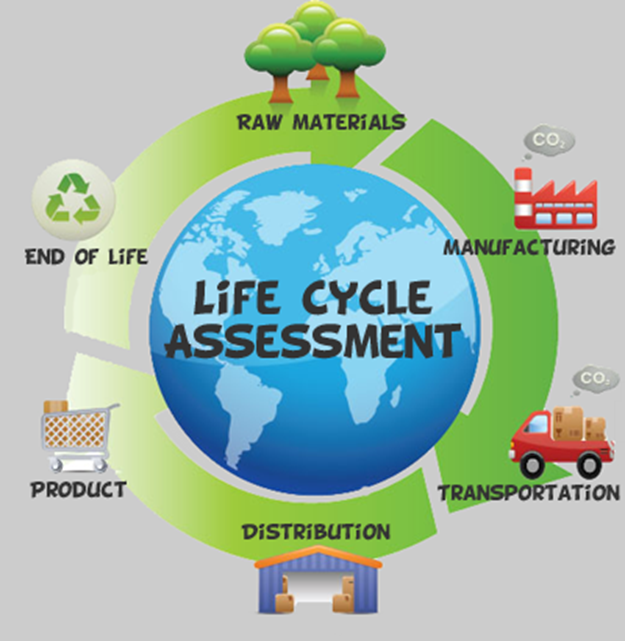 RAW MATERIALS
CO₂
MANUFACTURING
END OF LIFE
LIFE CYCLE
ASSESSMENT
CO₂
PRODUCT
TRANSPORTATION
DISTRIBUTION